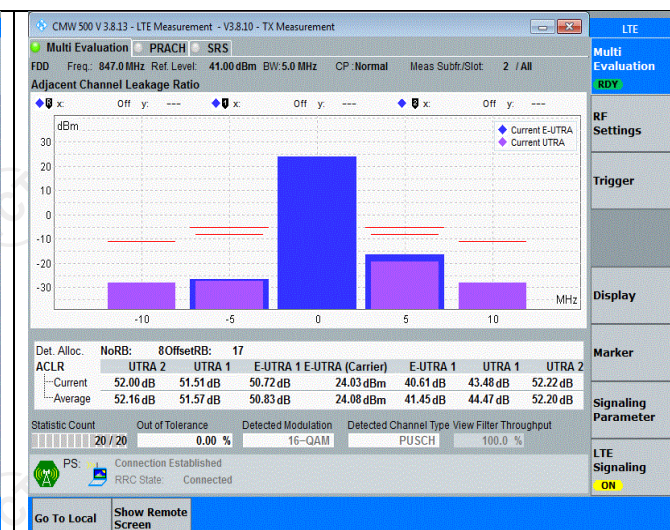 CMW 500 V 3.8.13 - LTE Measurement - V3.8.10 - TX Measurement
LTE
Multi Evaluation PRACH SRS
Multi
Evaluation
RDY
FDD Freq.: 847.0 MHz Ref. Level: 41.00 dBm BW: 5.0 MHz CP : Normal Meas Subfr./Slot: 2 / All
Adjacent Channel Leakage Ratio
x: Off y: --- x: Off y: --- x: Off y: ---
dBm
Current E-UTRA
Current UTRA
30
20
10
0
-10
-20
-30
MHz
-10 -5 0 5 10
RF
Settings
Trigger
Display
Marker
Signaling
Parameter
LTE
Signaling
ON
Det. Alloc. NoRB: 8OffsetRB: 17
ACLR UTRA 2 UTRA 1 E-UTRA 1 E-UTRA (Carrier) E-UTRA 1 UTRA 1 UTRA 2
Current 52.00 dB 51.51 dB 50.72 dB 24.03 dBm 40.61 dB 43.48 dB 52.22 dB
Average 52.16 dB 51.57 dB 50.83 dB 24.08 dBm 41.45 dB 44.47 dB 52.20 dB
Statistic Count Out of Tolerance Detected Modulation Detected Channel Type View Filter Throughput
20 / 20 0.00 % 16-QAM PUSCH 100.0 %
PS: Connection Established
RRC State: Connected
Go To Local
Show Remote
Screen